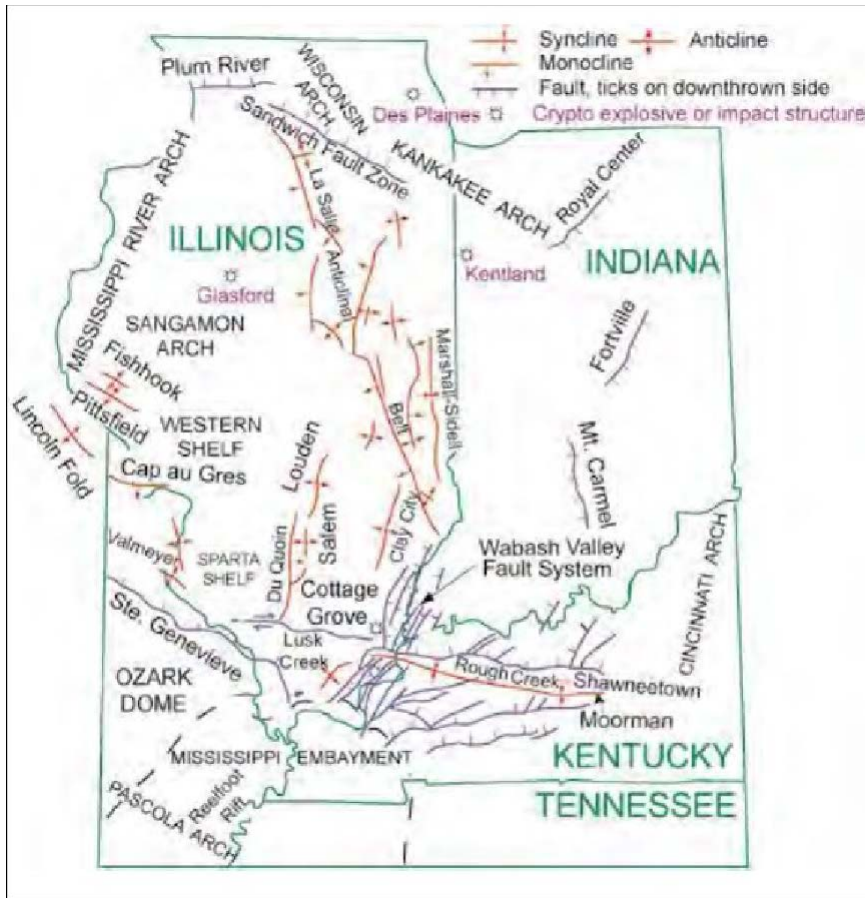 Syncline
Anticline
Monocline
Fault, ticks on downthrown side
Crypto explosive or impact structure
Plum River
WISCONSIN
ARCH
Des Plaines
Sandwich Fault Zone
KANKAKEE ARCH
Royal Center
MISSISSIPPI RIVER ARCH
La Salle
ILLINOIS
Anticlinal
Kentland
INDIANA
Glasford
SANGAMON
ARCH
Fortville
Marshall-Sidell
Fishhook
Pittsfield
Lincoln Fold
WESTERN
SHELF
Belt
Louden
Mt. Carmel
Cap au Gres
Clay City
Salem
Du Quoin
Valmeyer
SPARTA
SHELF
Wabash Valley
Fault System
CINCINNATI ARCH
Cottage
Grove
Ste. Genevieve
Lusk
Creek
Rough Creek, Shawneetown
OZARK
DOME
Moorman
MISSISSIPPI EMBAYMENT
KENTUCKY
Reelfoot
Rift
PASCOLA ARCH
TENNESSEE